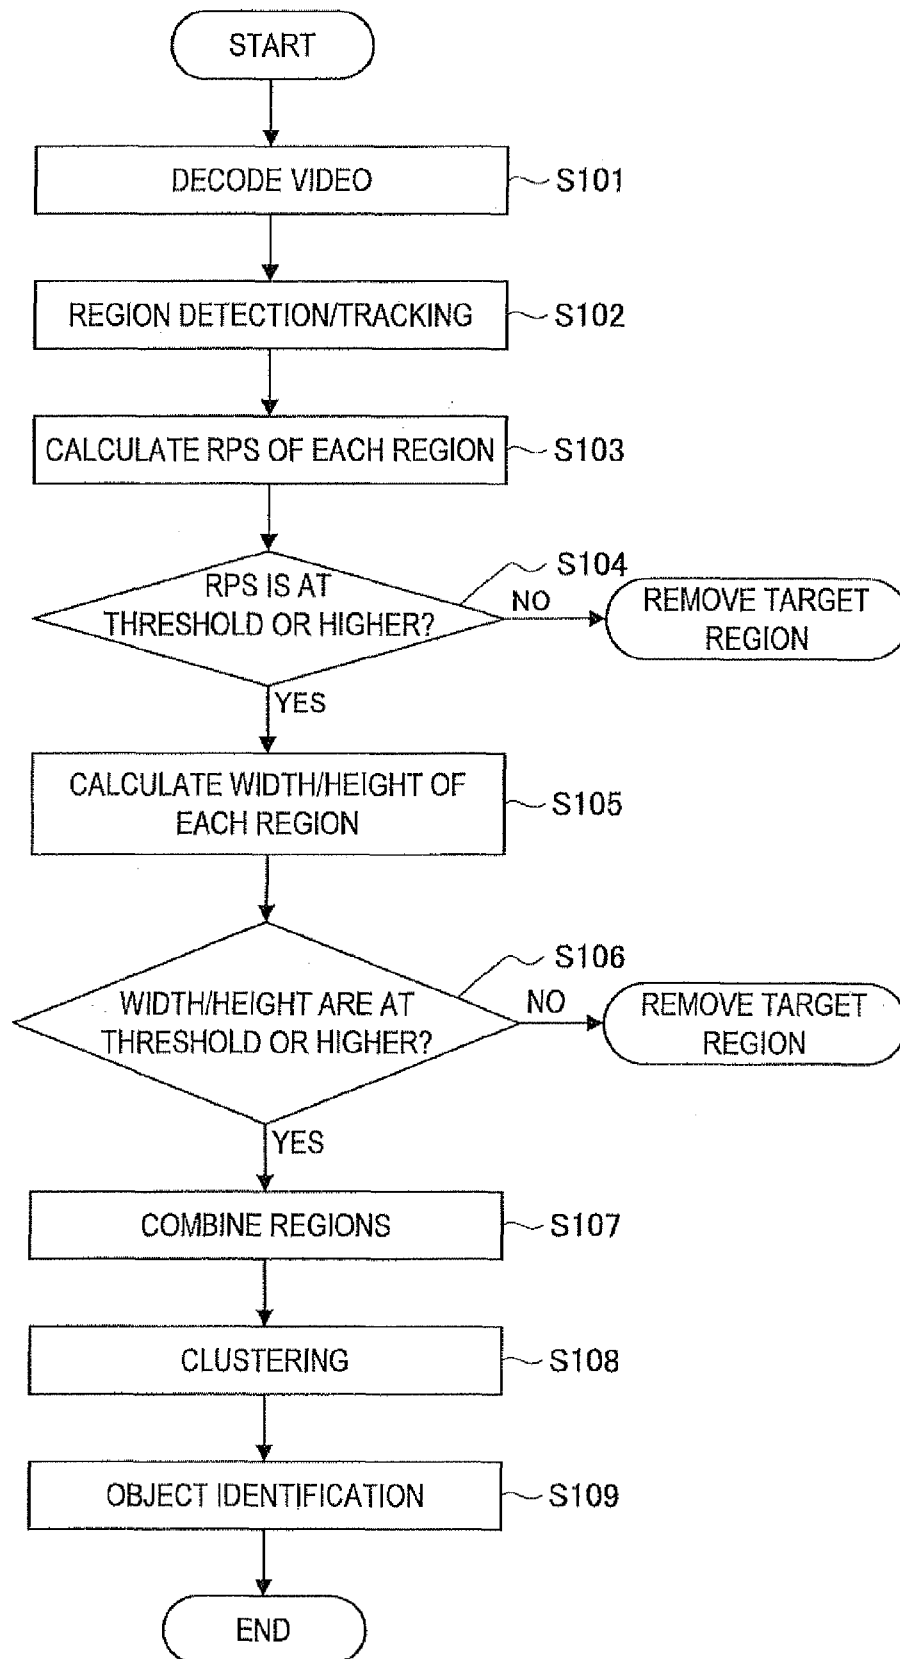 START
DECODE VIDEO
S101
REGION DETECTION/TRACKING
S102
CALCULATE RPS OF EACH REGION
S103
S104
RPS IS AT
THRESHOLD OR HIGHER?
NO
REMOVE TARGET
REGION
YES
CALCULATE WIDTH/HEIGHT OF
EACH REGION
S105
S106
WIDTH/HEIGHT ARE AT
THRESHOLD OR HIGHER?
NO
REMOVE TARGET
REGION
YES
COMBINE REGIONS
S107
CLUSTERING
S108
OBJECT IDENTIFICATION
S109
END